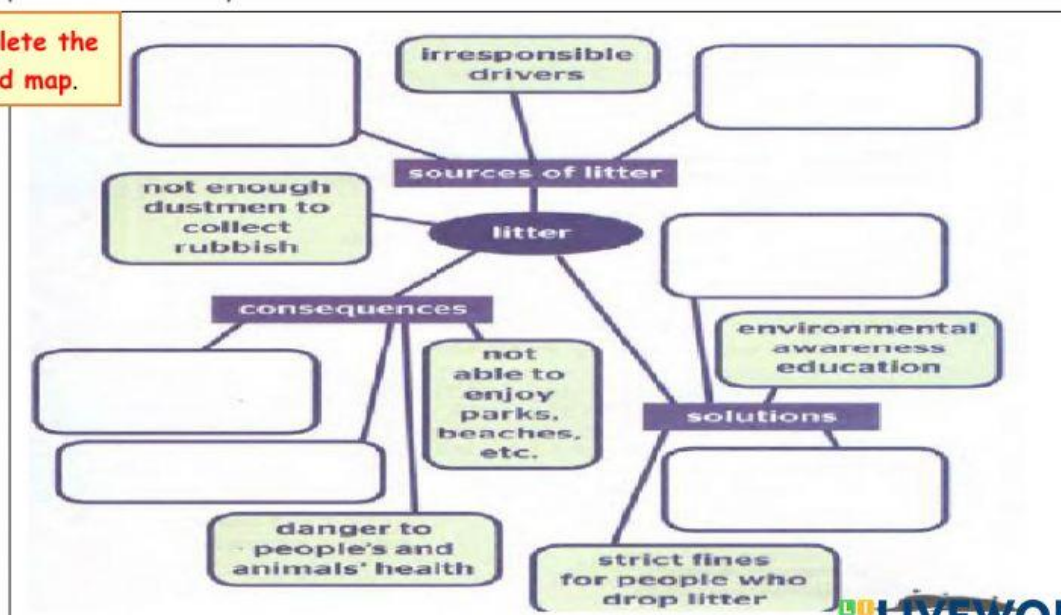 lete the
d map.
irresponsible
drivers
sources of litter
not enough
dustmen to
collect
rubbish
litter
consequences
environmental
awareness
education
not
able to
enjoy
parks,
beaches,
etc.
solutions
danger to
people's and
animals' health
strict fines
for people who
drop litter